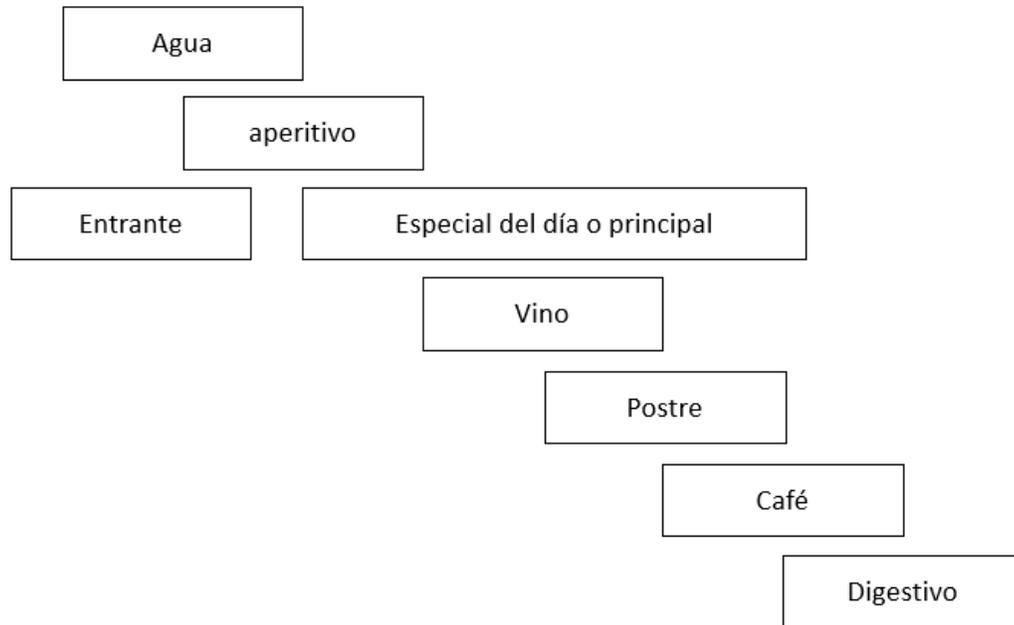 Agua
aperitivo
Entrante
Especial del día o principal
Vino
Postre
Café
Digestivo